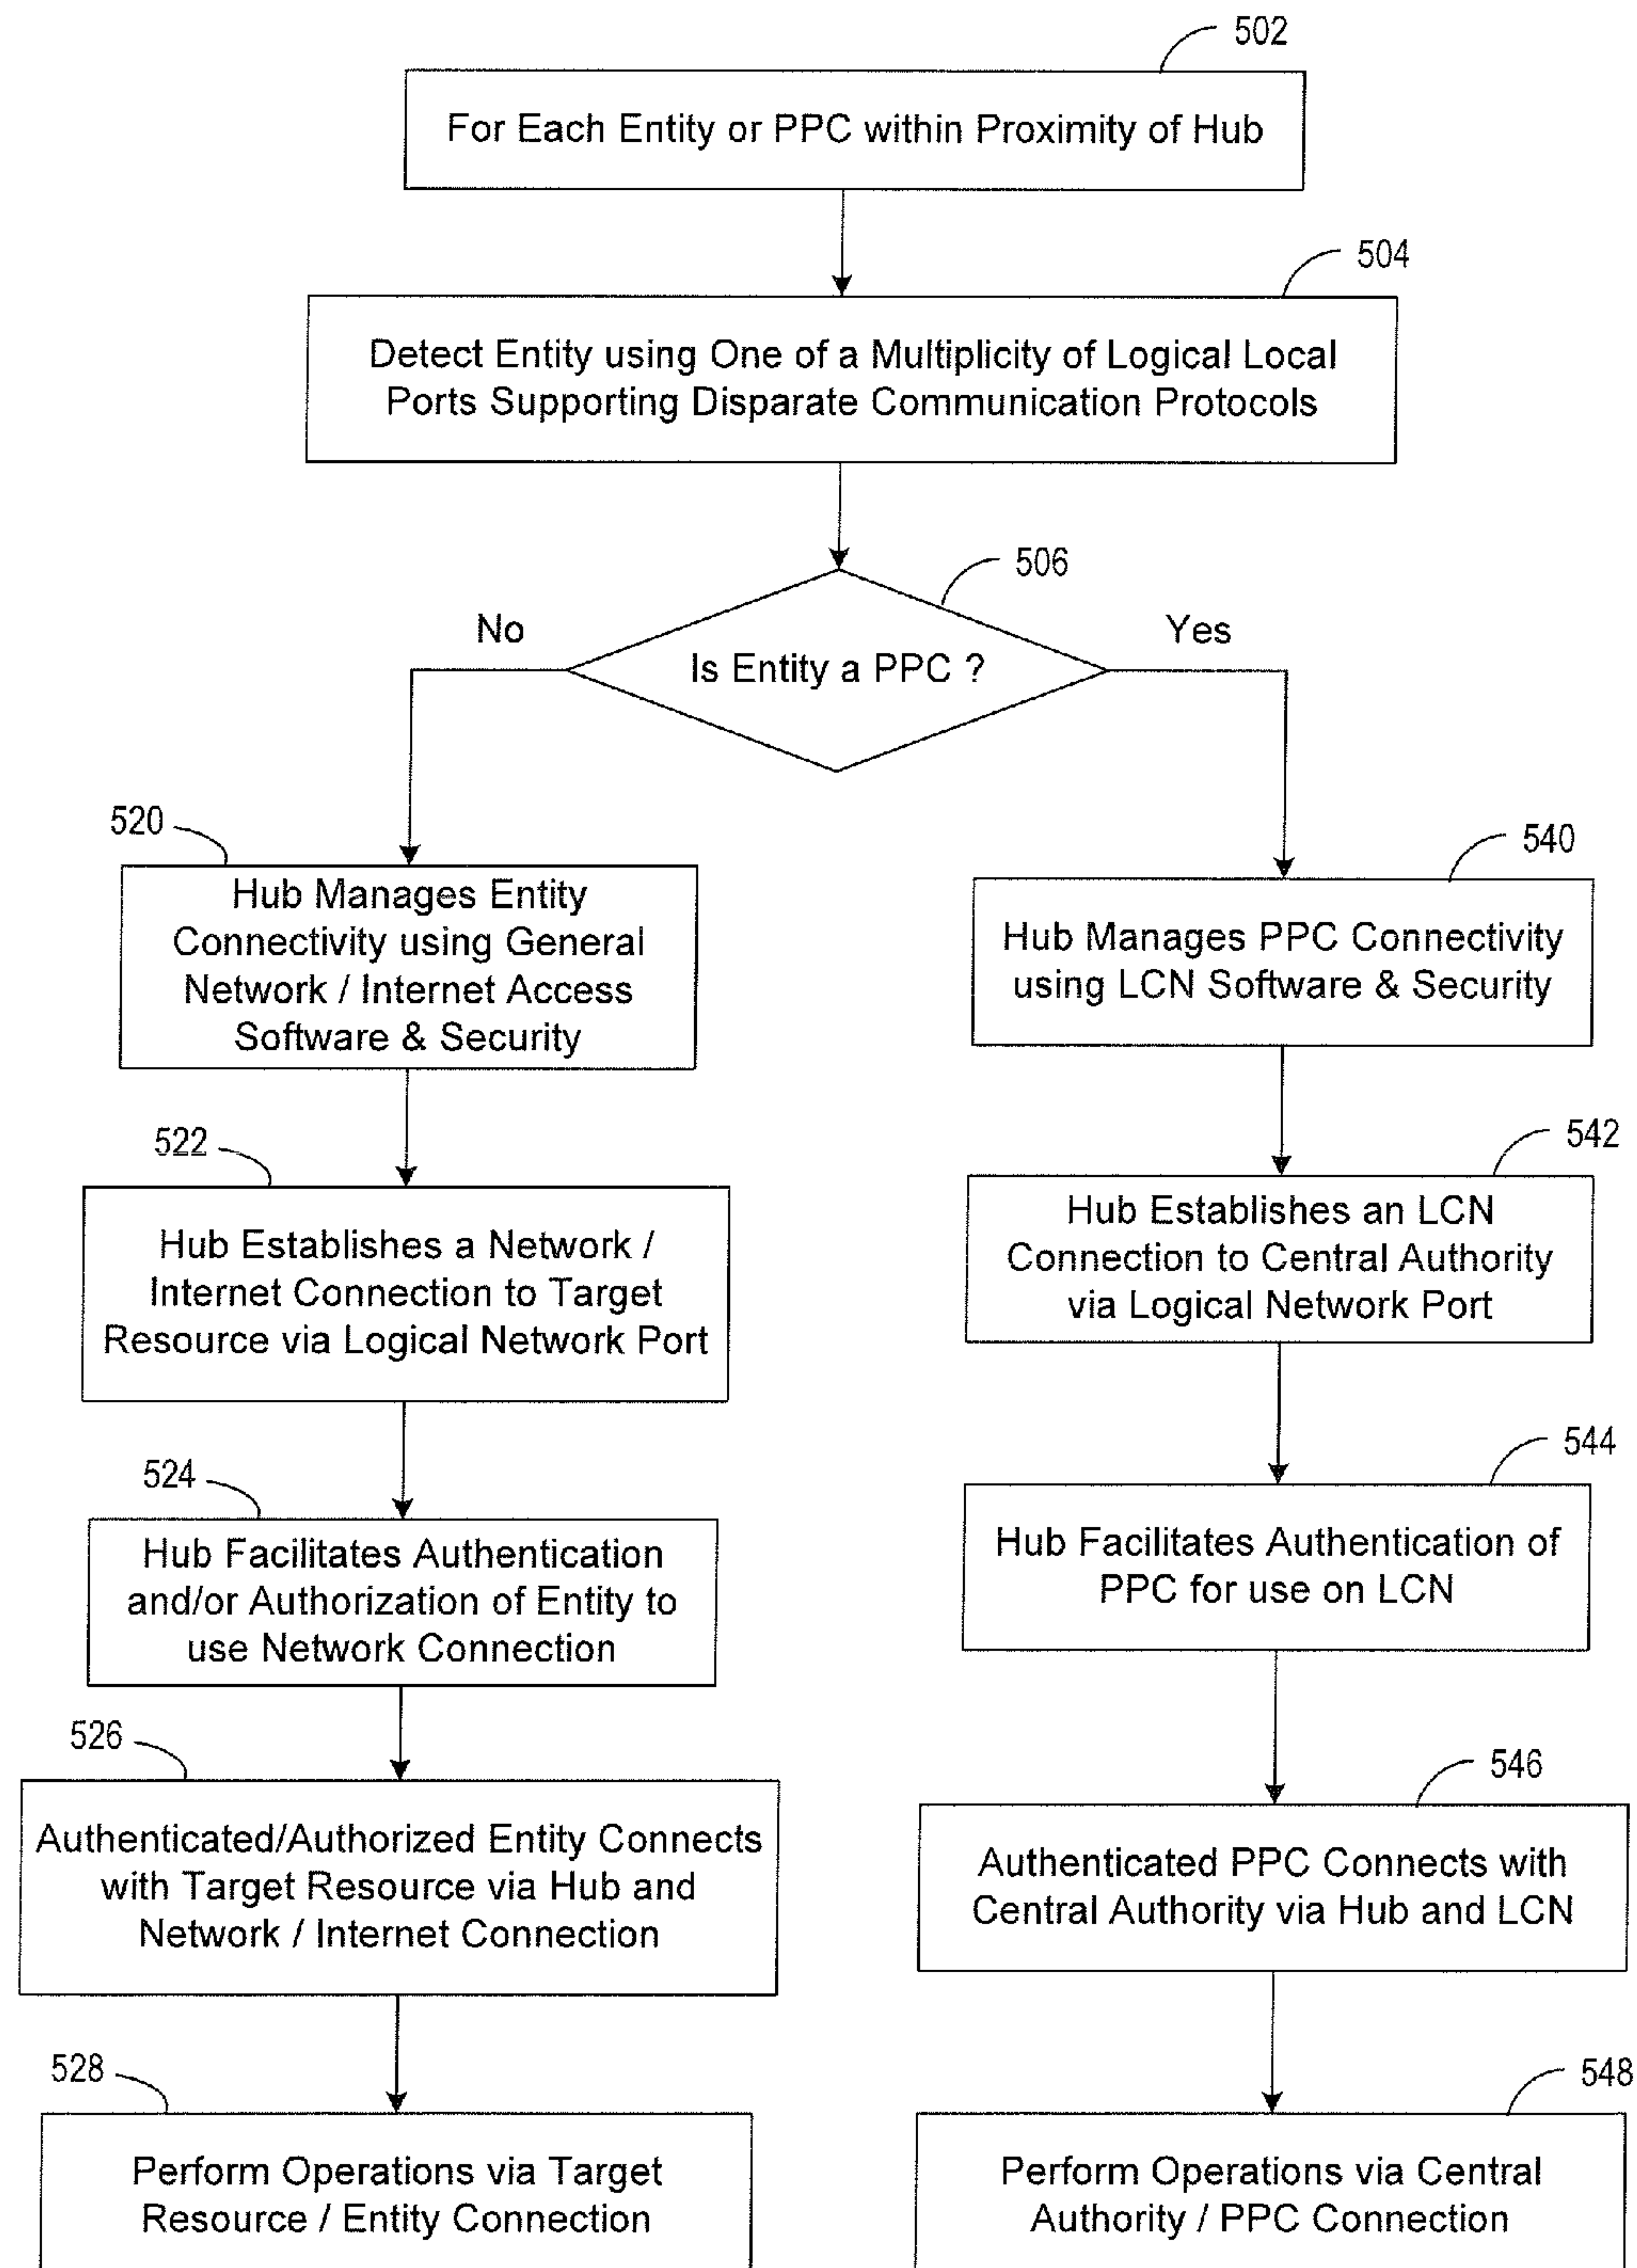 502
For Each Entity or PPC within Proximity of Hub
504
Detect Entity using One of a Multiplicity of Logical Local
Ports Supporting Disparate Communication Protocols
506
No
Yes
Is Entity a PPC ?
520
Hub Manages Entity
Connectivity using General
Network / Internet Access
Software & Security
540
Hub Manages PPC Connectivity
using LCN Software & Security
522
Hub Establishes a Network /
Internet Connection to Target
Resource via Logical Network Port
542
Hub Establishes an LCN
Connection to Central Authority
via Logical Network Port
524
Hub Facilitates Authentication
and/or Authorization of Entity to
use Network Connection
544
Hub Facilitates Authentication of
PPC for use on LCN
526
Authenticated/Authorized Entity Connects
with Target Resource via Hub and
Network / Internet Connection
546
Authenticated PPC Connects with
Central Authority via Hub and LCN
528
Perform Operations via Target
Resource / Entity Connection
548
Perform Operations via Central
Authority / PPC Connection